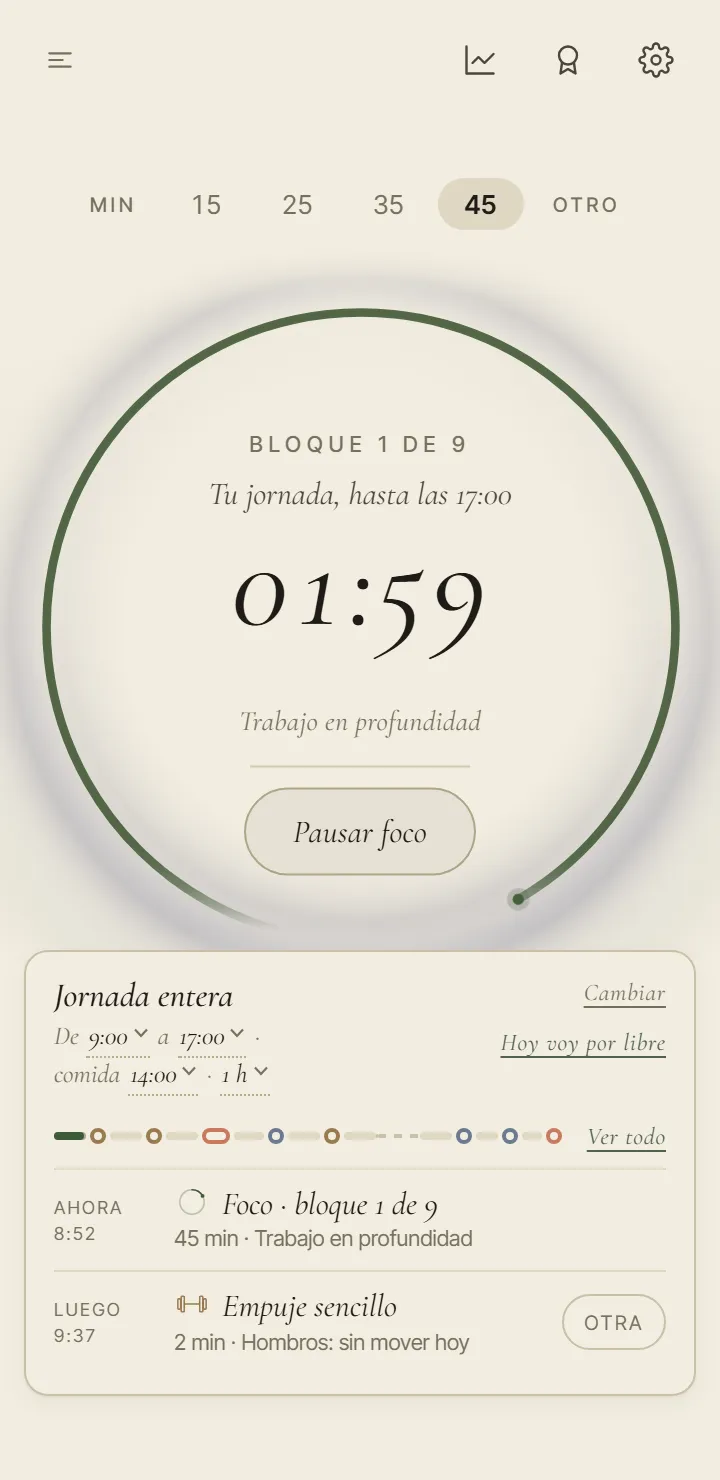 MIN 15 25 35 45 OTRO
BLOQUE 1 DE 9
Tu jornada, hasta las 17:00
01:59
Trabajo en profundidad
Pausar foco
Jornada entera
Cambiar
De 9:00 a 17:00 ·
Hoy voy por libre
comida 14:00 · 1 h
Ver todo
AHORA
8:52
Foco · bloque 1 de 9
45 min · Trabajo en profundidad
LUEGO
9:37
Empuje sencillo
2 min · Hombros: sin mover hoy
OTRA